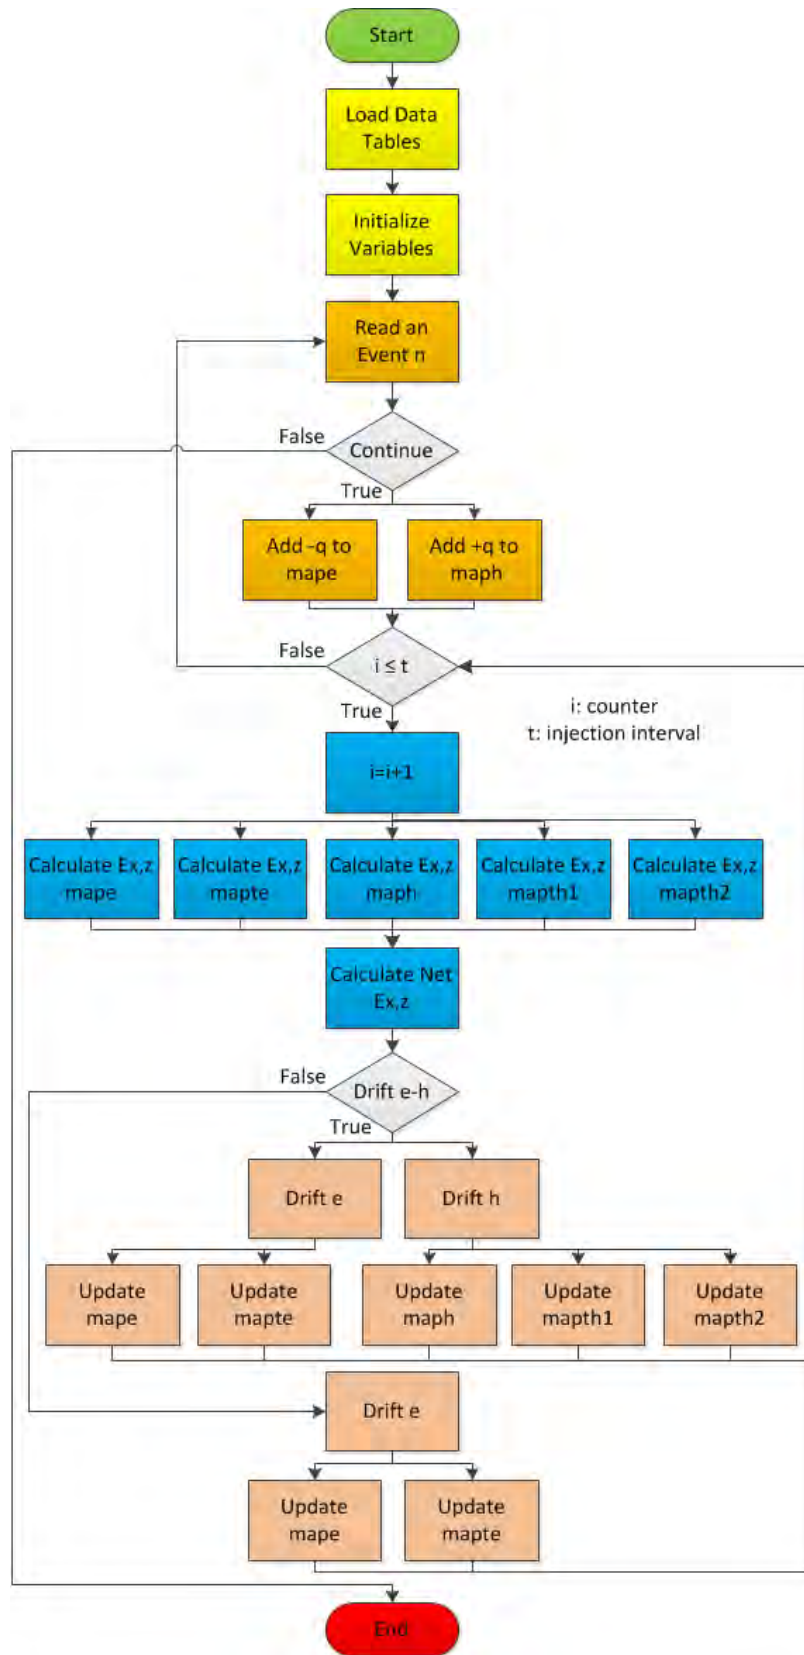 Start
Load Data
Tables
Initialize
Variables
Read an
Event n
False
Continue
True
Add -q to
mape
Add +q to
maph
False
i ≤ t
True
i: counter
t: injection interval
i=i+1
Calculate Ex,z
mape
Calculate Ex,z
mapte
Calculate Ex,z
maph
Calculate Ex,z
mapth1
Calculate Ex,z
mapth2
Calculate Net
Ex,z
False
Drift e-h
True
Drift e
Drift h
Update
mape
Update
mapte
Update
maph
Update
mapth1
Update
mapth2
Drift e
Update
mape
Update
mapte
End